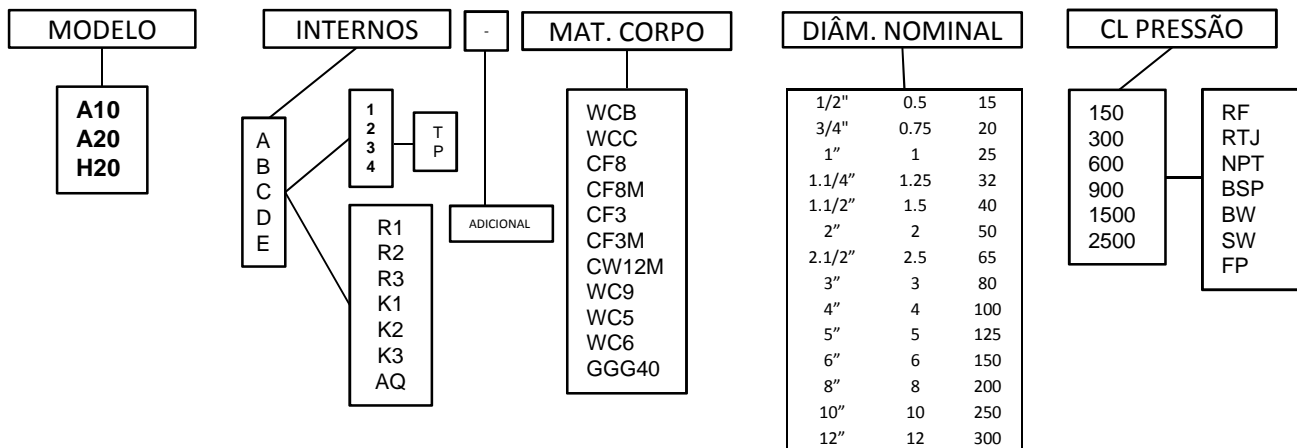 MODELO
A10
A20
H20
INTERNOS
A
B
C
D
E
1
2
3
4
T
P
R1
R2
R3
K1
K2
K3
AQ
-
ADICIONAL
MAT. CORPO
WCB
WCC
CF8
CF8M
CF3
CF3M
CW12M
WC9
WC5
WC6
GGG40
DIÂM. NOMINAL
1/2" 0.5 15
3/4" 0.75 20
1” 1 25
1.1/4” 1.25 32
1.1/2” 1.5 40
2” 2 50
2.1/2” 2.5 65
3” 3 80
4” 4 100
5” 5 125
6” 6 150
8” 8 200
10” 10 250
12” 12 300
CL PRESSÃO
150
300
600
900
1500
2500
RF
RTJ
NPT
BSP
BW
SW
FP